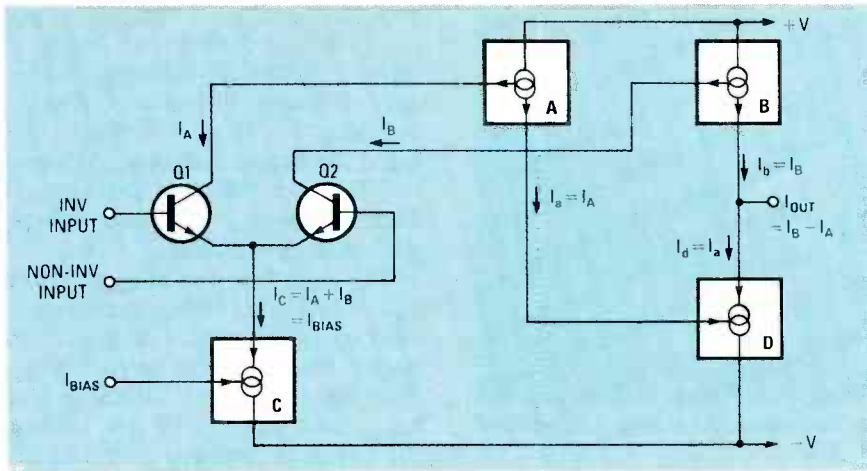 +V
A
B
I_A
I_B
Q1
Q2
I_b = I_B
INV
INPUT
I_a = I_A
I_OUT
= I_B − I_A
NON-INV
INPUT
I_d = I_a
I_C = I_A + I_B
= I_BIAS
D
I_BIAS
C
−V